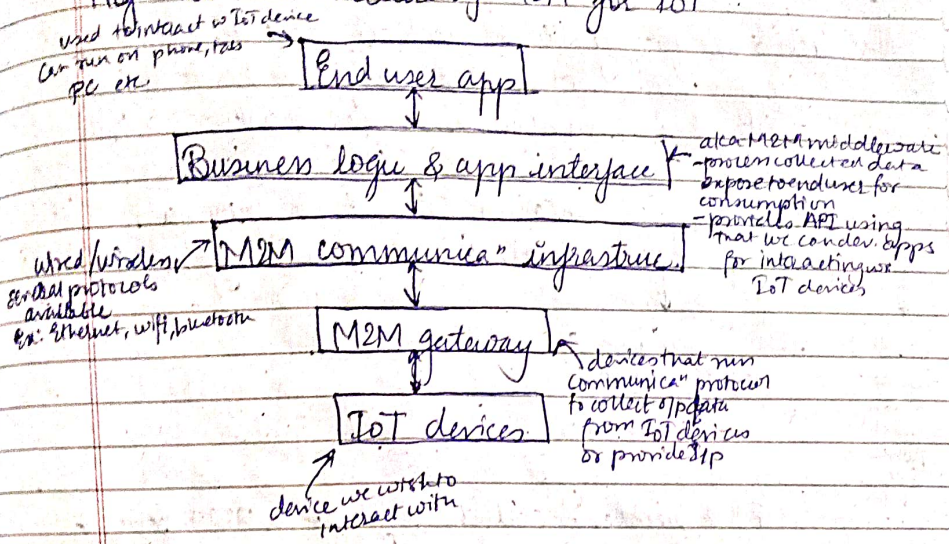 used to interact w IoT device
Can run on phone, tabs
PC etc
End user app
Business logic & app interface
aka M2M middleware
- process collected data
expose to end user for
consumption
- provides API using
that we can dev. apps
for interacting w
IoT devices
M2M communicaⁿ infrastruc.
wired/wireless
several protocols
available
Ex: Ethernet, wifi, bluetooth
M2M gateway
devices that run
communicaⁿ protocol
to collect o/p data
from IoT devices
or provide i/p
IoT devices
device we wish to
interact with